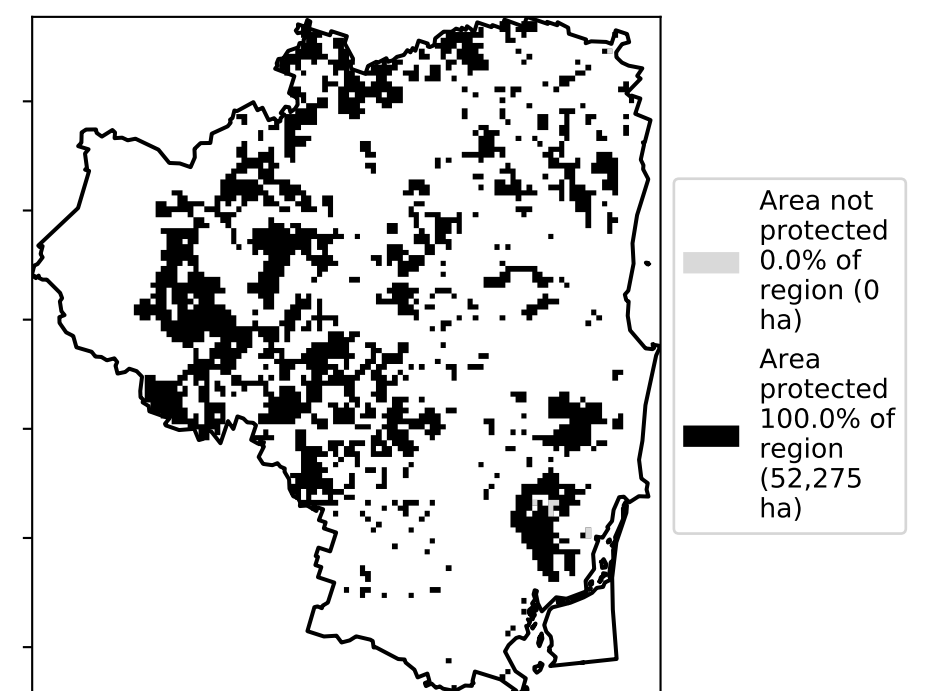 Area not
protected
0.0% of
region (0
ha)
Area
protected
100.0% of
region
(52,275
ha)